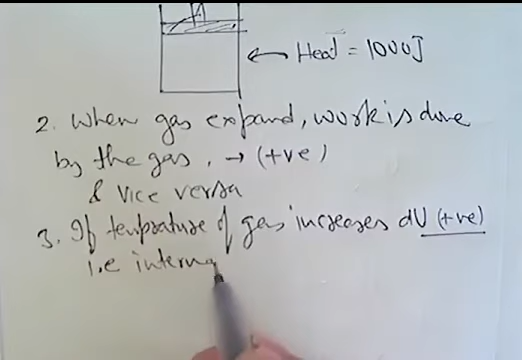 Heat = 1000J
2. When gas expand, work is done
by the gas, → (+ve)
& vice versa
3. If temprature of gas increases dU (+ve)
i.e interna